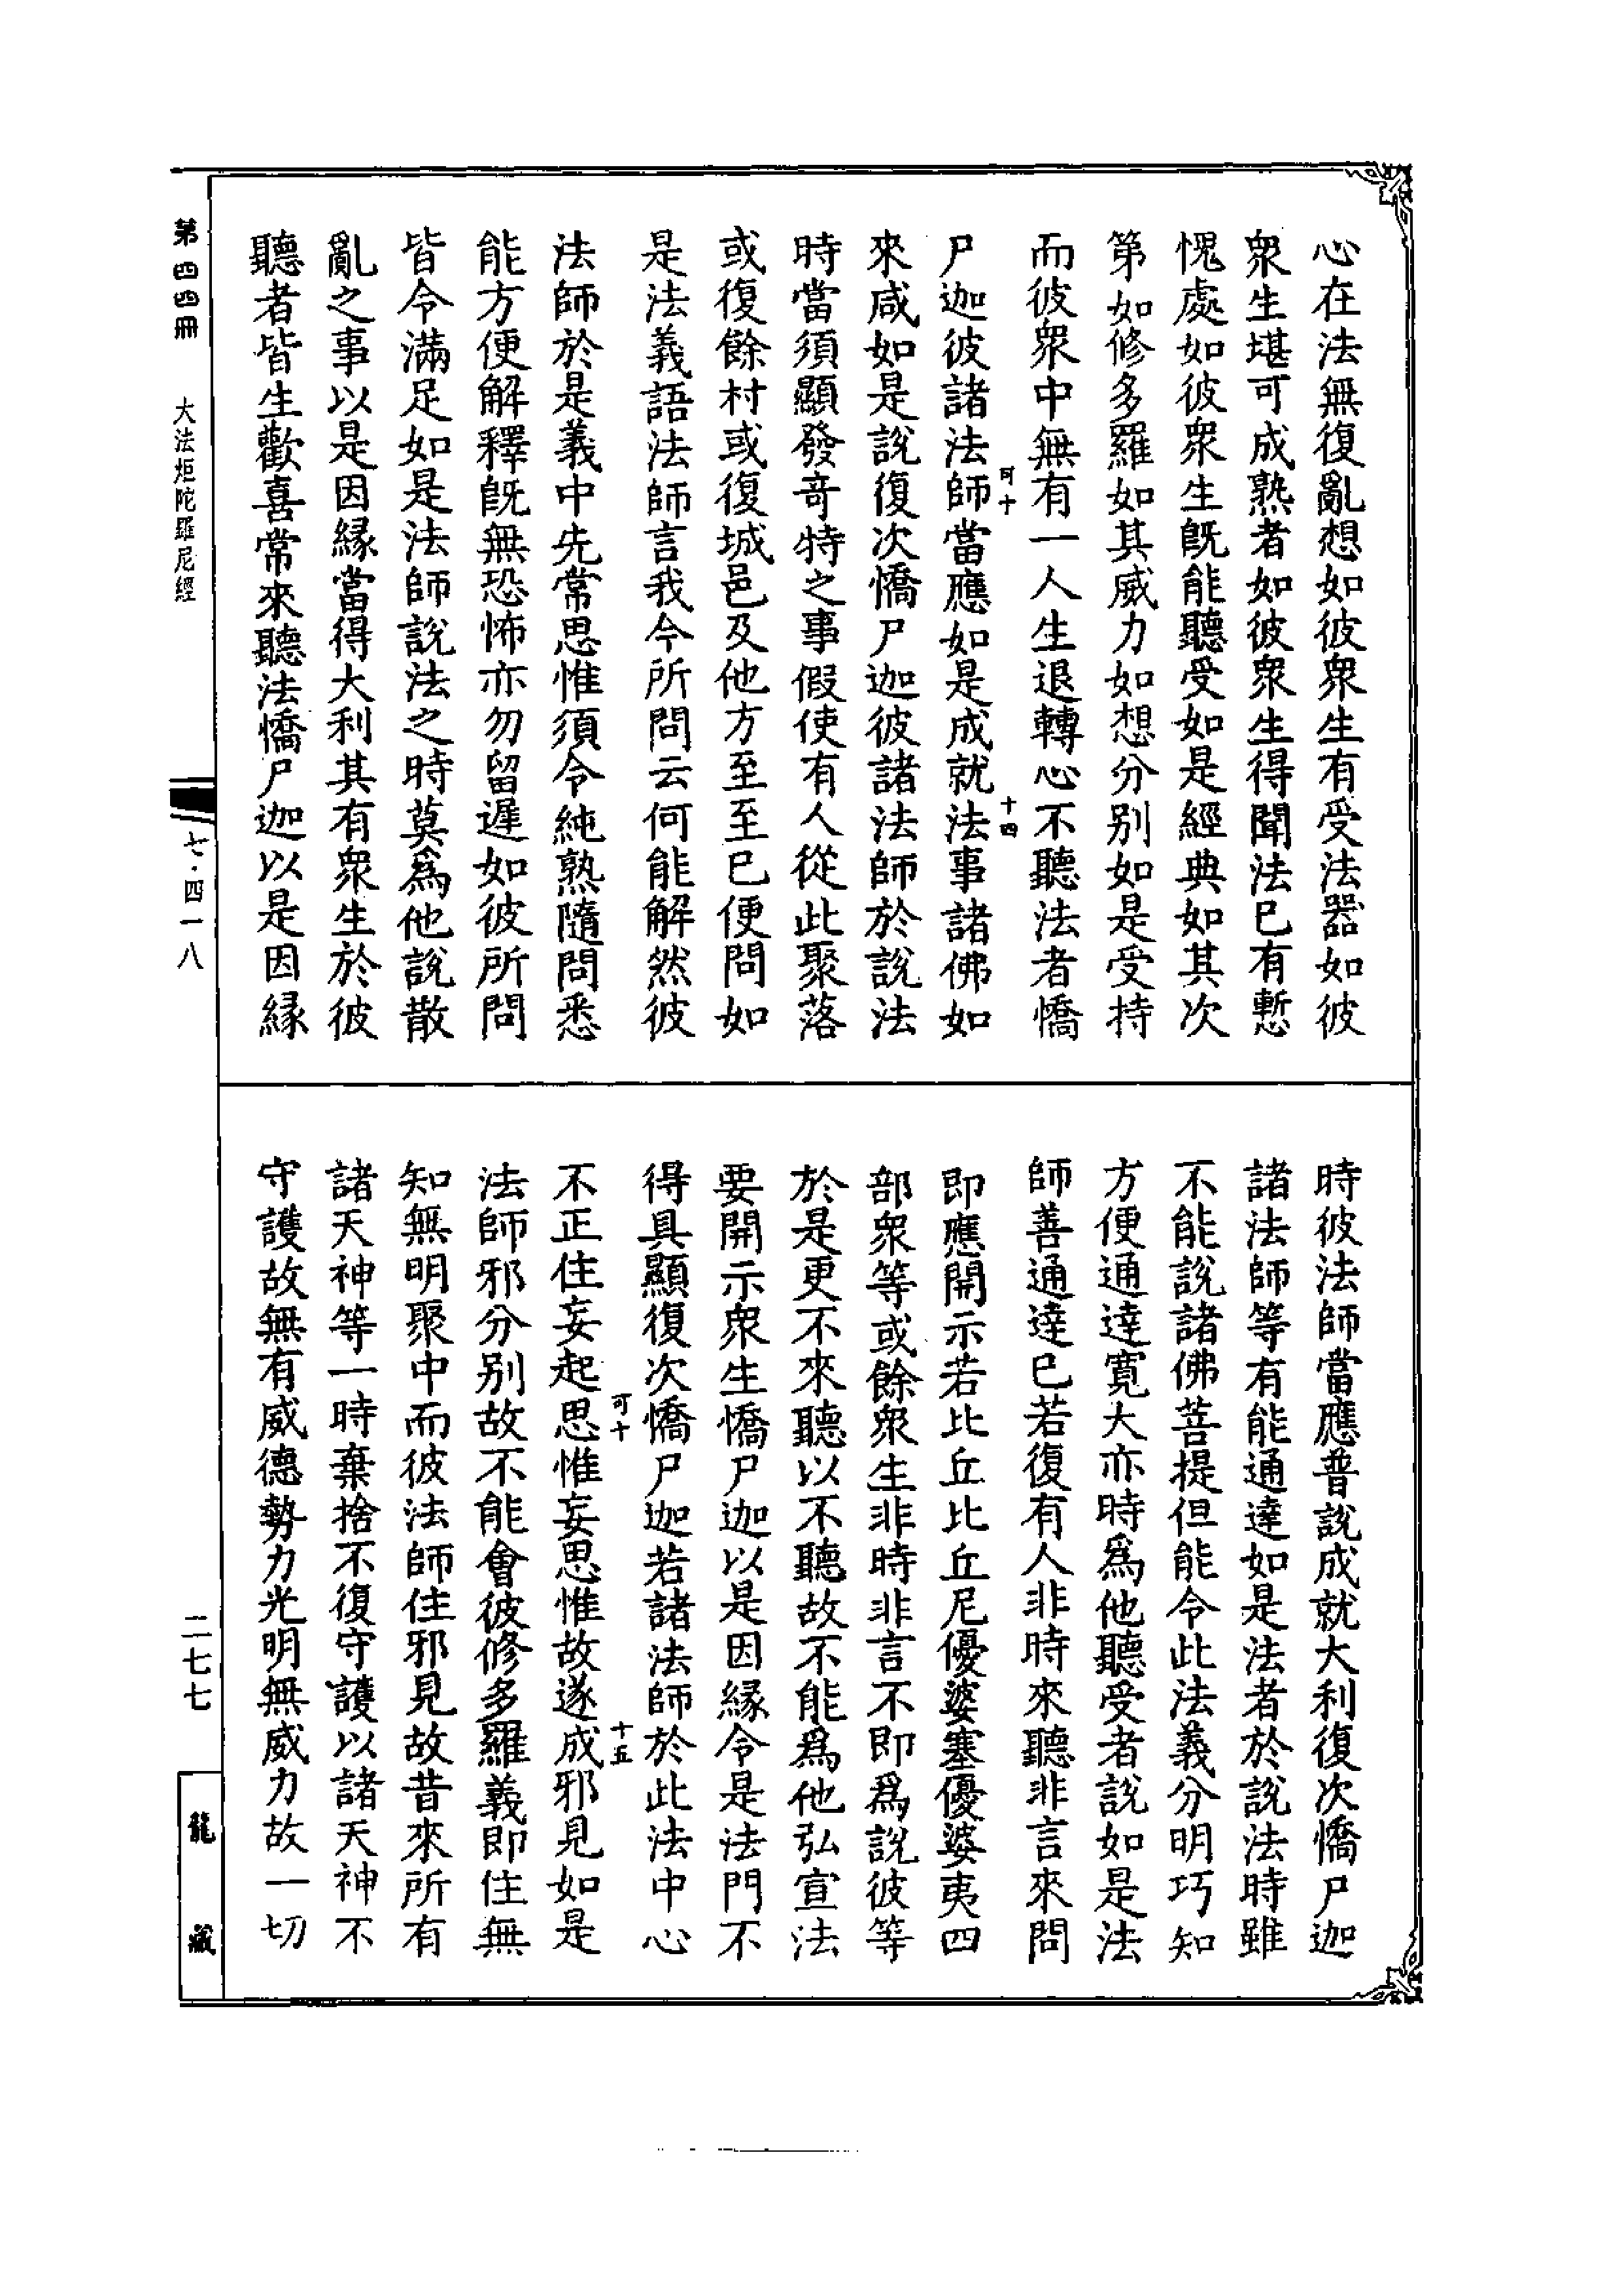 心在法無復亂想如彼衆生有受法器如彼
衆生堪可成熟者如彼衆生得聞法已有慙
愧處如彼衆生旣能聽受如是經典如其次
第如修多羅如其威力如想分别如是受持
而彼衆中無有一人生退轉心不聽法者憍
可十 十四
尸迦彼諸法師當應如是成就法事諸佛如
來咸如是說復次憍尸迦彼諸法師於說法
時當須顯發竒特之事假使有人從此聚落
或復餘村或復城邑及他方至至已便問如
是法義語法師言我今所問云何能解然彼
法師於是義中先常思惟須令純熟隨問悉
能方便解釋旣無恐怖亦勿留遲如彼所問
皆令滿足如是法師說法之時莫爲他說散
亂之事以是因緣當得大利其有衆生於彼
聽者皆生歡喜常來聽法憍尸迦以是因緣
時彼法師當應普說成就大利復次憍尸迦
諸法師等有能通達如是法者於說法時雖
不能說諸佛菩提但能令此法義分明巧知
方便通達寬大亦時爲他聽受者說如是法
師善通達已若復有人非時來聽非言來問
即應開示若比丘比丘尼優婆塞優婆夷四
部衆等或餘衆生非時非言不即爲說彼等
於是更不來聽以不聽故不能爲他弘宣法
要開示衆生憍尸迦以是因緣令是法門不
得具顯復次憍尸迦若諸法師於此法中心
可十 十五
不正住妄起思惟妄思惟故遂成邪見如是
法師邪分别故不能會彼修多羅義即住無
知無明聚中而彼法師住邪見故昔來所有
諸天神等一時棄捨不復守護以諸天神不
守護故無有威德勢力光明無威力故一切
第四四冊 大法炬陀羅尼經 七·四一八 二七七 龍藏